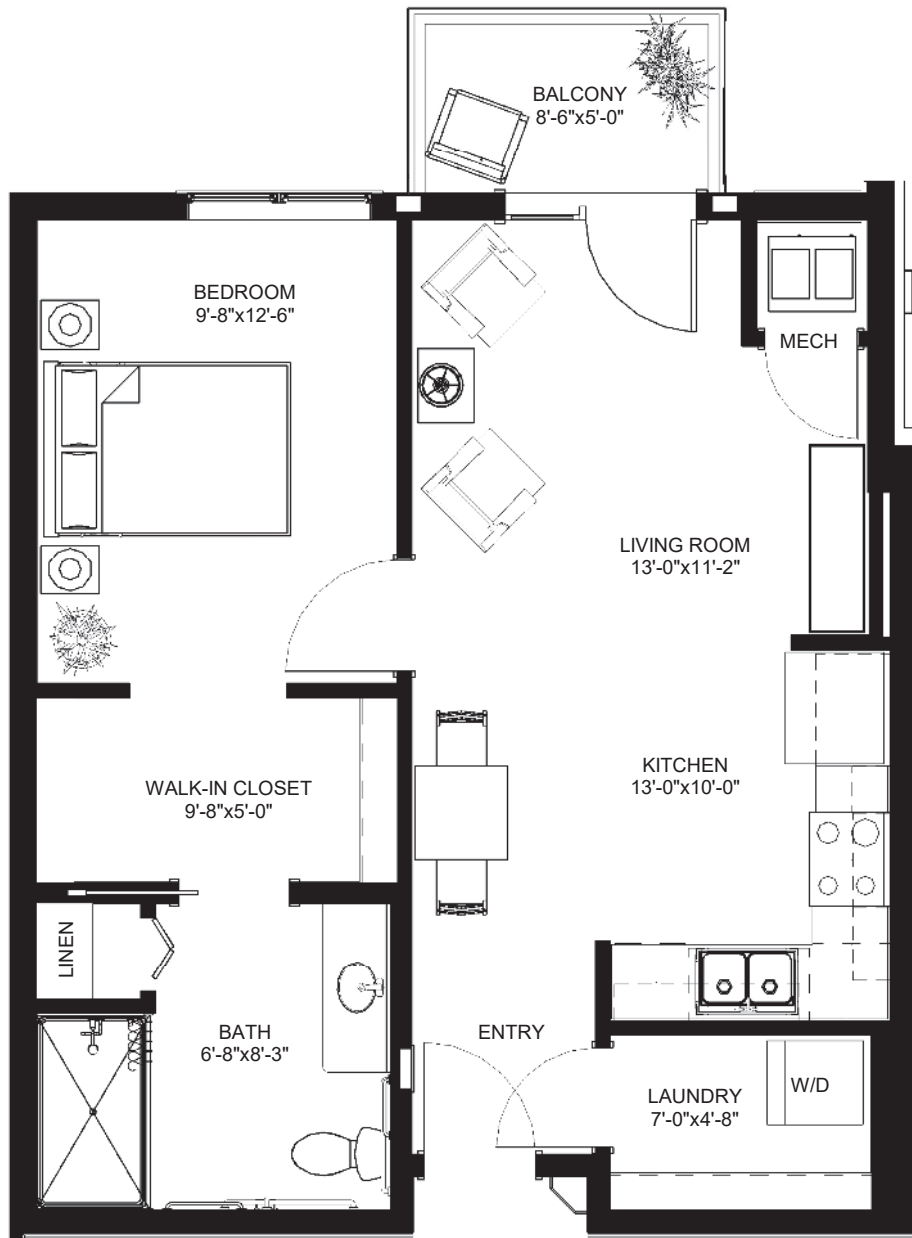 BALCONY
8'-6"x5'-0"
BEDROOM
9'-8"x12'-6"
MECH
LIVING ROOM
13'-0"x11'-2"
WALK-IN CLOSET
9'-8"x5'-0"
KITCHEN
13'-0"x10'-0"
LINEN
BATH
6'-8"x8'-3"
ENTRY
LAUNDRY
7'-0"x4'-8"
W/D